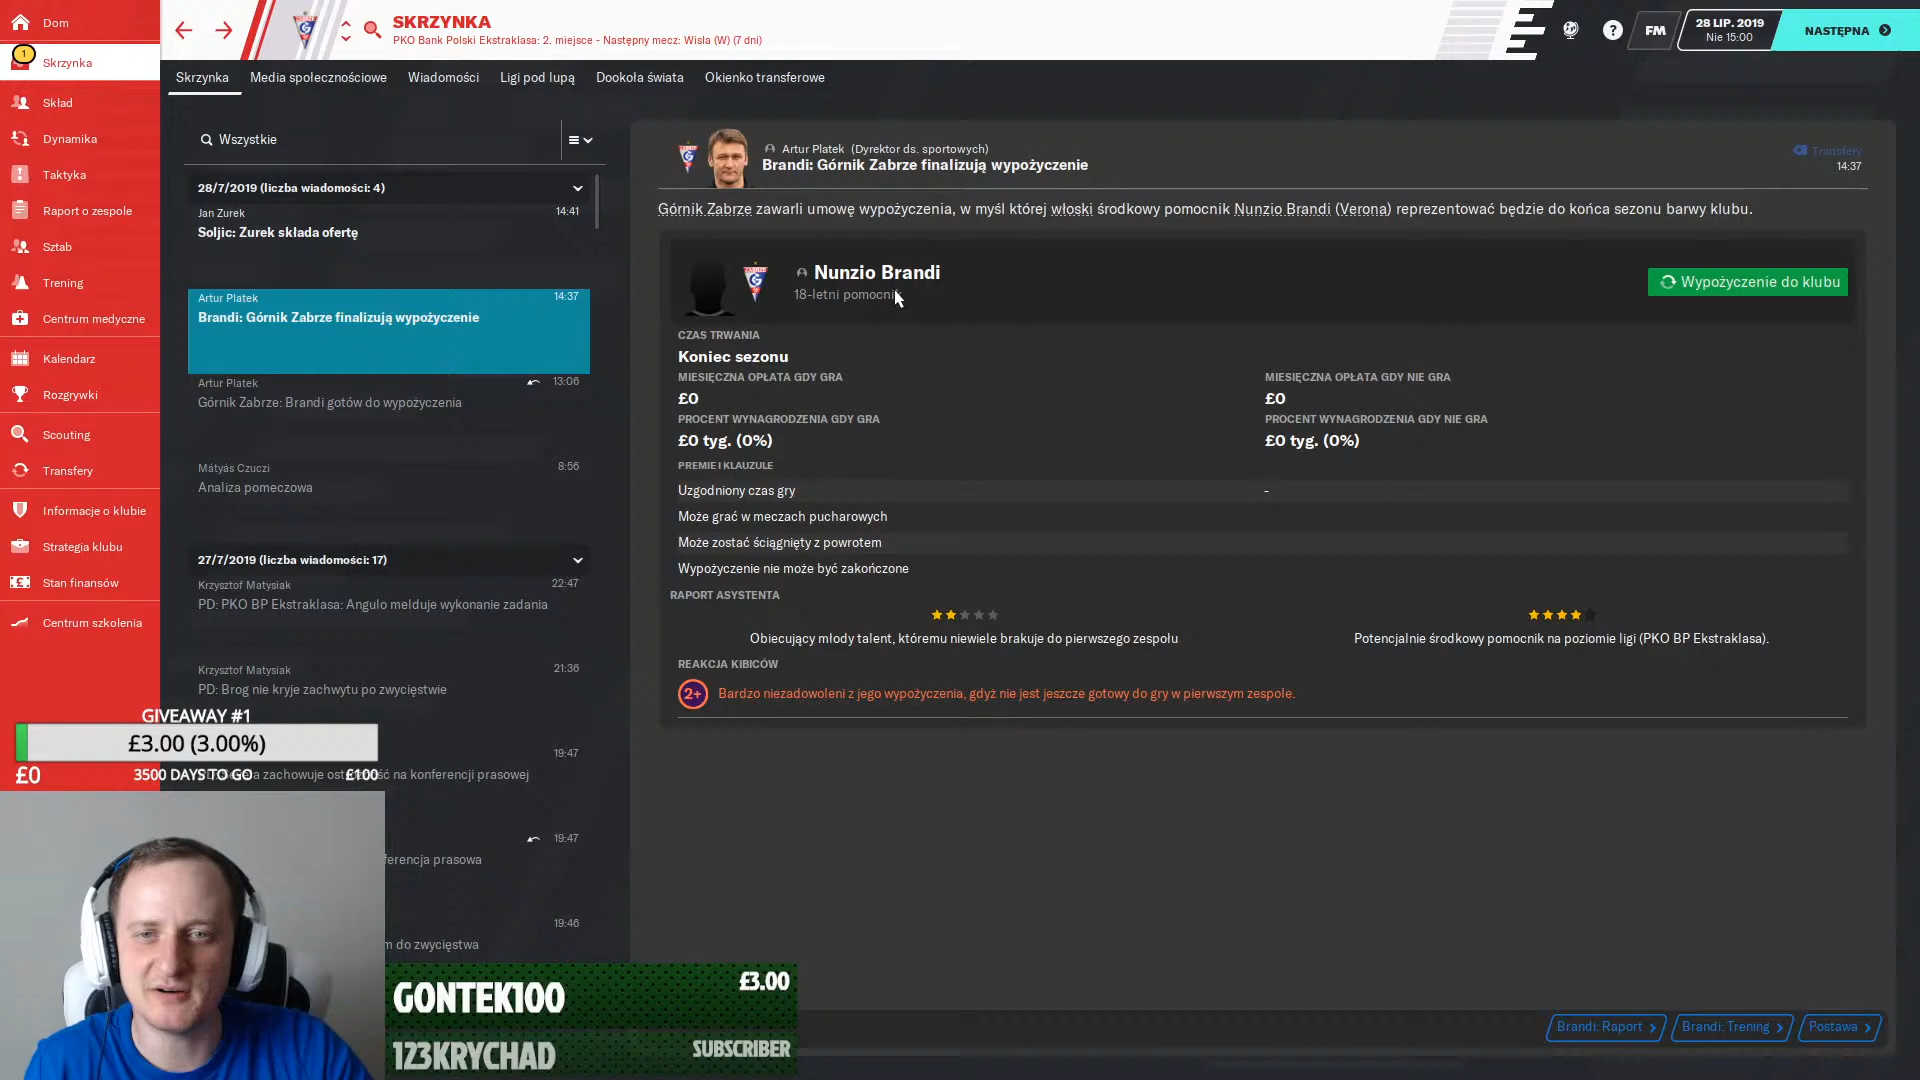 Dom
1
Skrzynka
Skład
Dynamika
Taktyka
Raport o zespole
Sztab
Trening
Centrum medyczne
Kalendarz
Rozgrywki
Scouting
Transfery
Informacje o klubie
Strategia klubu
Stan finansów
Centrum szkolenia
SKRZYNKA
PKO Bank Polski Ekstraklasa: 2. miejsce - Następny mecz: Wisła (W) (7 dni)
?
FM
28 LIP. 2019
Nie 15:00
NASTĘPNA
Skrzynka
Media społecznościowe
Wiadomości
Ligi pod lupą
Dookoła świata
Okienko transferowe
Wszystkie
28/7/2019 (liczba wiadomości: 4)
Jan Zurek 14:41
Soljic: Zurek składa ofertę
Artur Platek 14:37
Brandi: Górnik Zabrze finalizują wypożyczenie
Artur Platek 13:06
Górnik Zabrze: Brandi gotów do wypożyczenia
Mátyás Czuczi 8:56
Analiza pomeczowa
27/7/2019 (liczba wiadomości: 17)
Krzysztof Matysiak 22:47
PD: PKO BP Ekstraklasa: Angulo melduje wykonanie zadania
Krzysztof Matysiak 21:36
PD: Brog nie kryje zachwytu po zwycięstwie
19:47
a zachowuje ost ść na konferencji prasowej
19:47
ferencja prasowa
19:46
m do zwycięstwa
Artur Platek (Dyrektor ds. sportowych)
Brandi: Górnik Zabrze finalizują wypożyczenie
Transfery
14:37
Górnik Zabrze zawarli umowę wypożyczenia, w myśl której włoski środkowy pomocnik Nunzio Brandi (Verona) reprezentować będzie do końca sezonu barwy klubu.
Nunzio Brandi
18-letni pomocnik
Wypożyczenie do klubu
CZAS TRWANIA
Koniec sezonu
MIESIĘCZNA OPŁATA GDY GRA
£0
MIESIĘCZNA OPŁATA GDY NIE GRA
£0
PROCENT WYNAGRODZENIA GDY GRA
£0 tyg. (0%)
PROCENT WYNAGRODZENIA GDY NIE GRA
£0 tyg. (0%)
PREMIE I KLAUZULE
Uzgodniony czas gry -
Może grać w meczach pucharowych
Może zostać ściągnięty z powrotem
Wypożyczenie nie może być zakończone
RAPORT ASYSTENTA
Obiecujący młody talent, któremu niewiele brakuje do pierwszego zespołu
Potencjalnie środkowy pomocnik na poziomie ligi (PKO BP Ekstraklasa).
REAKCJA KIBICÓW
2+ Bardzo niezadowoleni z jego wypożyczenia, gdyż nie jest jeszcze gotowy do gry w pierwszym zespole.
Brandi: Raport
Brandi: Trening
Postawa
GIVEAWAY #1
£3.00 (3.00%)
£0 3500 DAYS TO GO £100
GONTEK100 £3.00
123KRYCHAD SUBSCRIBER